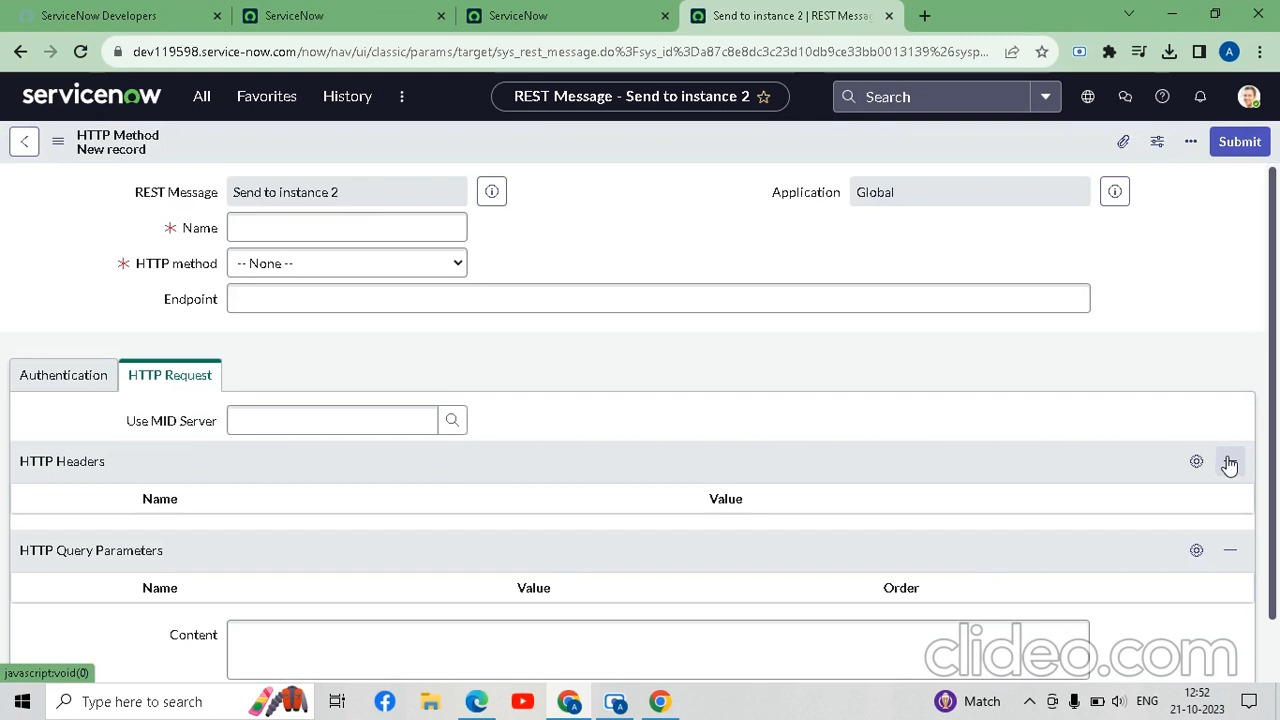 ServiceNow Developers
ServiceNow
ServiceNow
Send to instance 2 | REST Messa
dev119598.service-now.com/now/nav/ui/classic/params/target/sys_rest_message.do%3Fsys_id%3Da87c8e8dc3c23d10db9ce33bb0013139%26sysp...
A
servicenow
All
Favorites
History
REST Message - Send to instance 2
Search
HTTP Method
New record
Submit
REST Message
Send to instance 2
Application
Global
* Name
* HTTP method
-- None --
Endpoint
Authentication
HTTP Request
Use MID Server
HTTP Headers
Name
Value
HTTP Query Parameters
Name
Value
Order
Content
clideo.com
javascript:void(0)
Type here to search
Match
ENG
12:52
21-10-2023